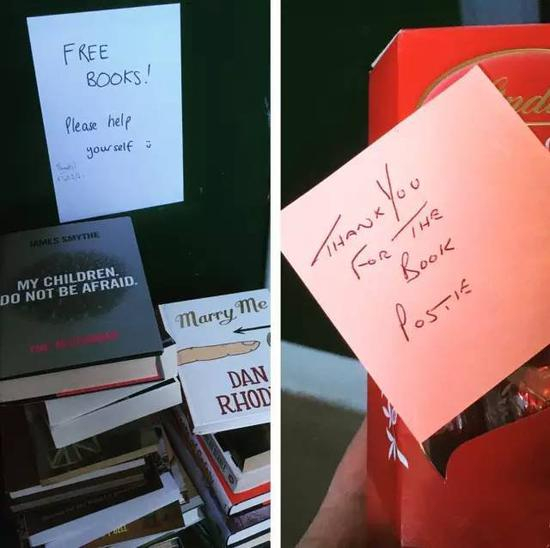 FREE
BOOKS!
Please help
yourself
JAMES SMYTHE
MY CHILDREN,
DO NOT BE AFRAID.
Marry Me
DAN
RHOD
THANK YOU
FOR THE
BOOK
POSTIE